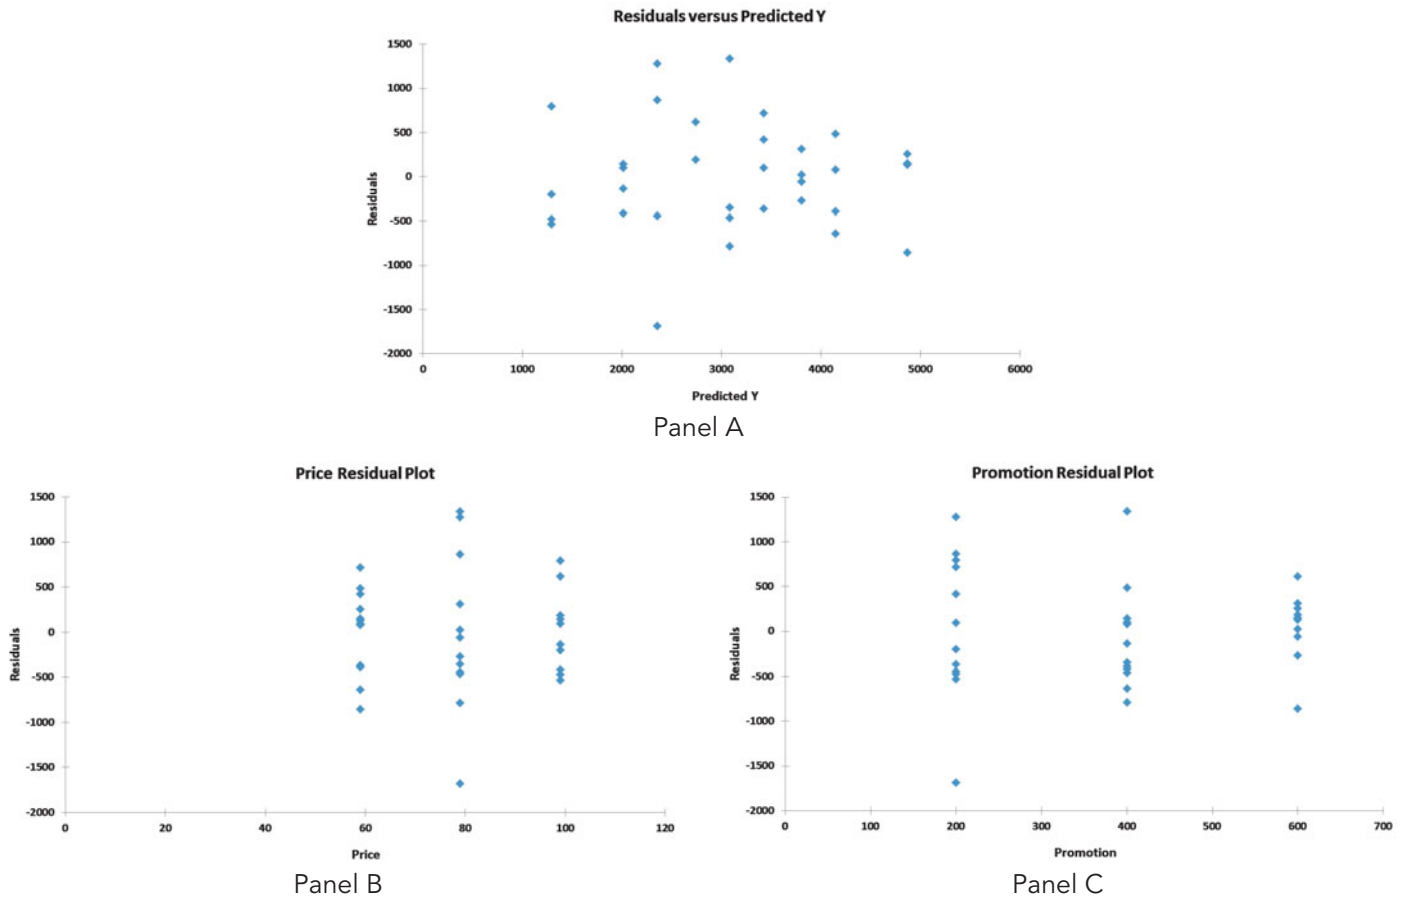 Residuals versus Predicted Y
1500
1000
500
0
-500
-1000
-1500
-2000
Residuals
0 1000 2000 3000 4000 5000 6000
Predicted Y
Panel A
Price Residual Plot
1500
1000
500
0
-500
-1000
-1500
-2000
Residuals
0 20 40 60 80 100 120
Price
Panel B
Promotion Residual Plot
1500
1000
500
0
-500
-1000
-1500
-2000
Residuals
0 100 200 300 400 500 600 700
Promotion
Panel C